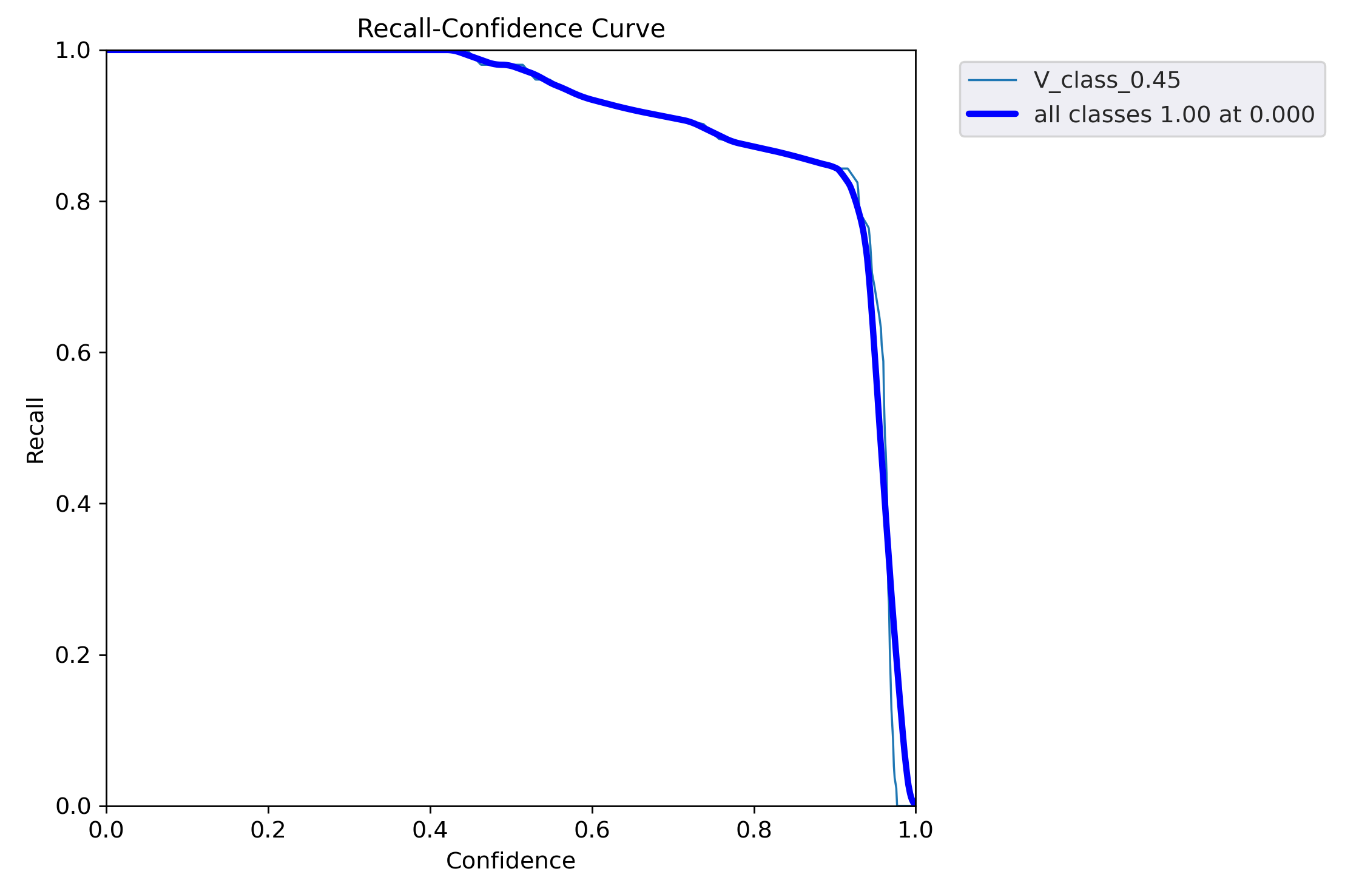 Recall-Confidence Curve
1.0
0.8
0.6
0.4
0.2
0.0
Recall
0.0 0.2 0.4 0.6 0.8 1.0
Confidence
V_class_0.45
all classes 1.00 at 0.000